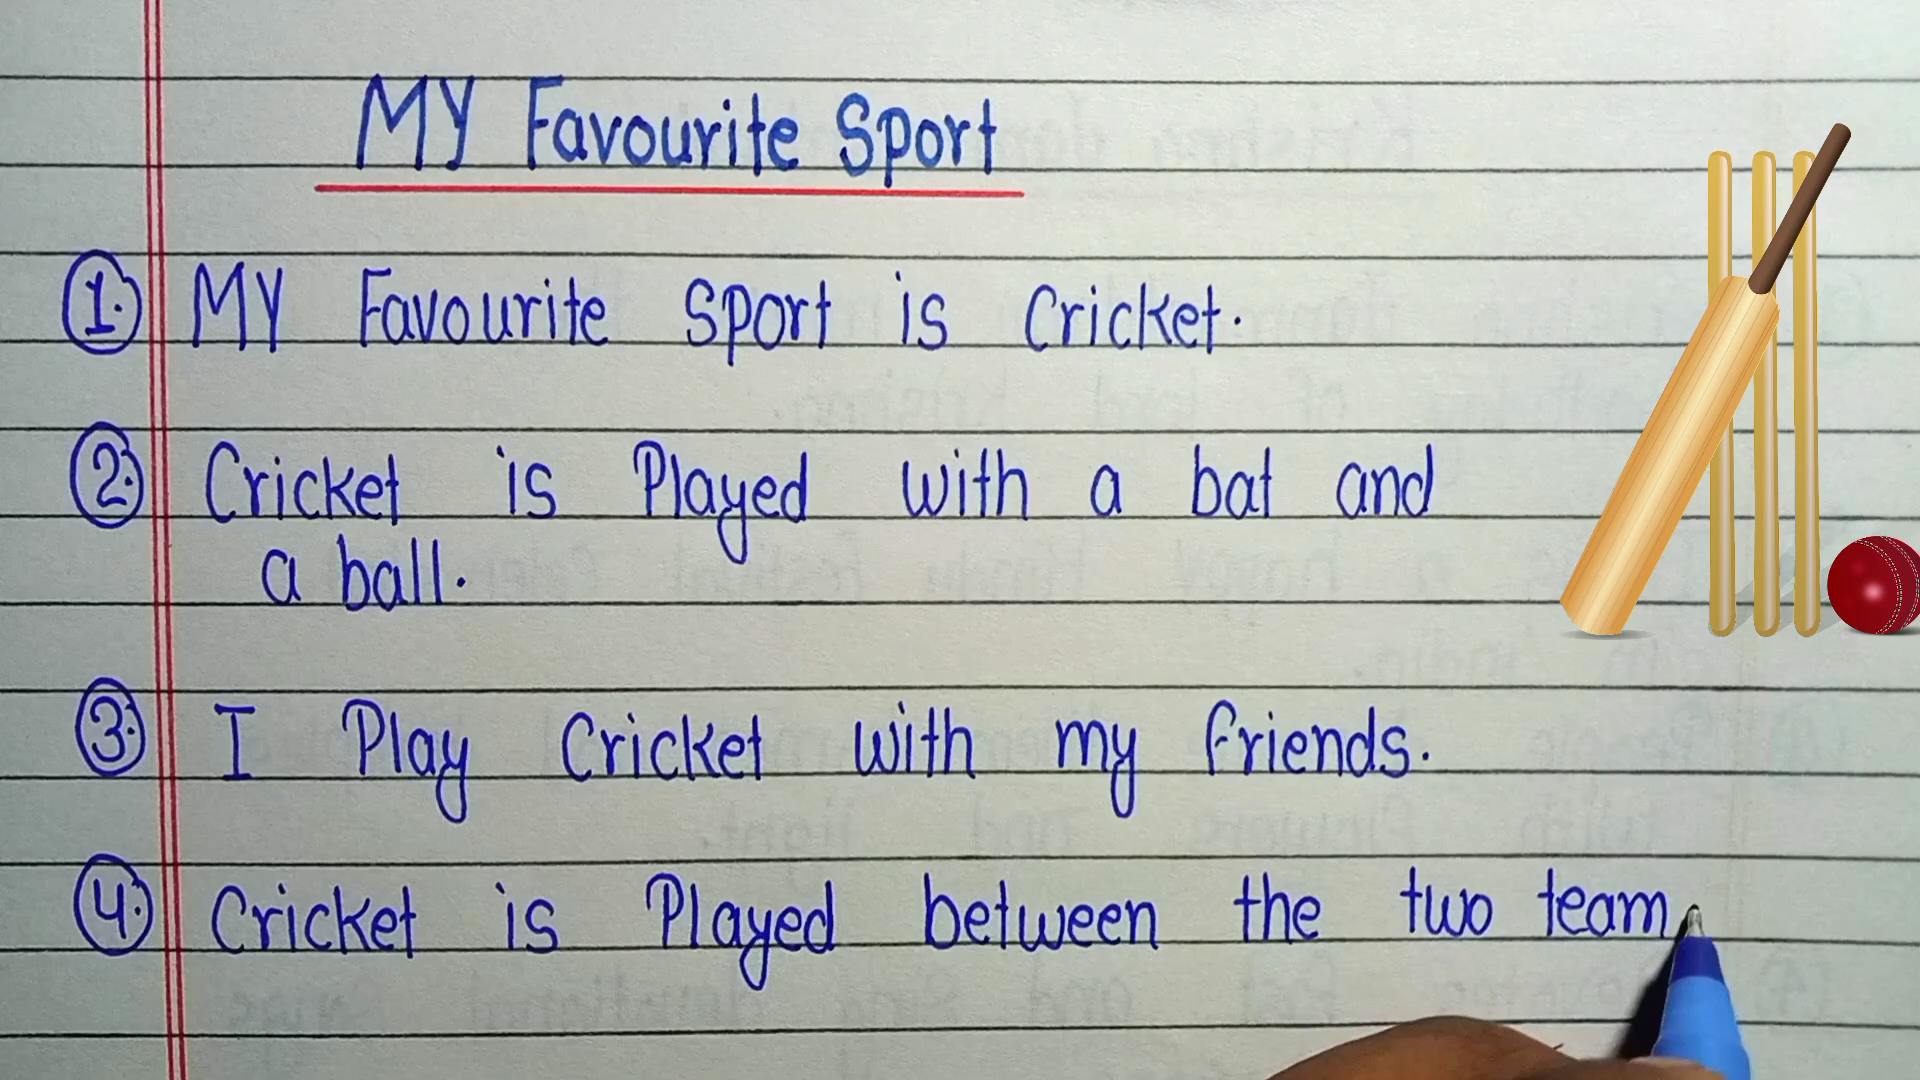 MY Favourite Sport
1. MY Favourite Sport is Cricket.
2. Cricket is Played with a bat and
a ball.
3. I Play Cricket with my friends.
4. Cricket is Played between the two team